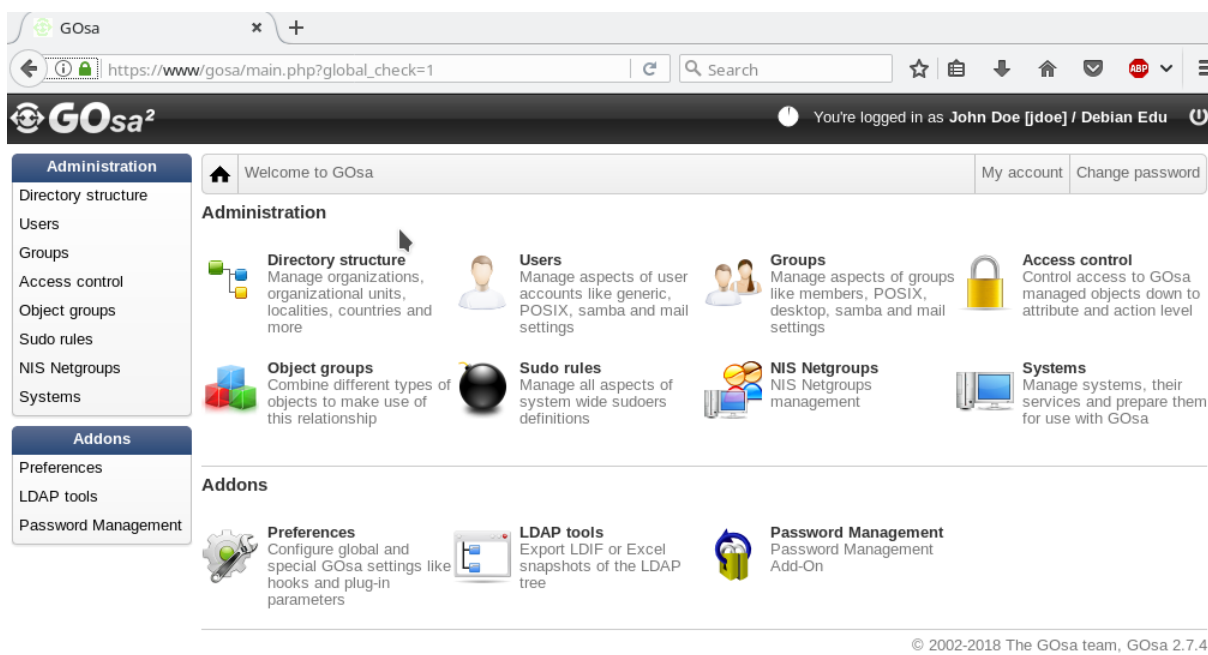 GOsa
https://www/gosa/main.php?global_check=1
Search
ABP
GOsa²
You're logged in as John Doe [jdoe] / Debian Edu
Administration
Directory structure
Users
Groups
Access control
Object groups
Sudo rules
NIS Netgroups
Systems
Addons
Preferences
LDAP tools
Password Management
Welcome to GOsa
My account
Change password
Administration
Directory structure
Manage organizations,
organizational units,
localities, countries and
more
Users
Manage aspects of user
accounts like generic,
POSIX, samba and mail
settings
Groups
Manage aspects of groups
like members, POSIX,
desktop, samba and mail
settings
Access control
Control access to GOsa
managed objects down to
attribute and action level
Object groups
Combine different types of
objects to make use of
this relationship
Sudo rules
Manage all aspects of
system wide sudoers
definitions
NIS Netgroups
NIS Netgroups
management
Systems
Manage systems, their
services and prepare them
for use with GOsa
Addons
Preferences
Configure global and
special GOsa settings like
hooks and plug-in
parameters
LDAP tools
Export LDIF or Excel
snapshots of the LDAP
tree
Password Management
Password Management
Add-On
© 2002-2018 The GOsa team, GOsa 2.7.4